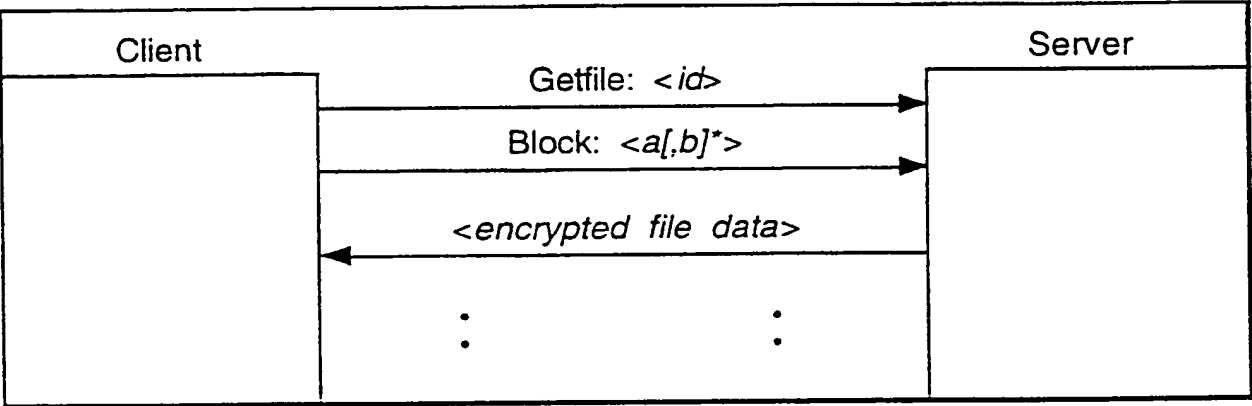 Client
Server
Getfile: <id>
Block: <a[,b]*>
<encrypted file data>